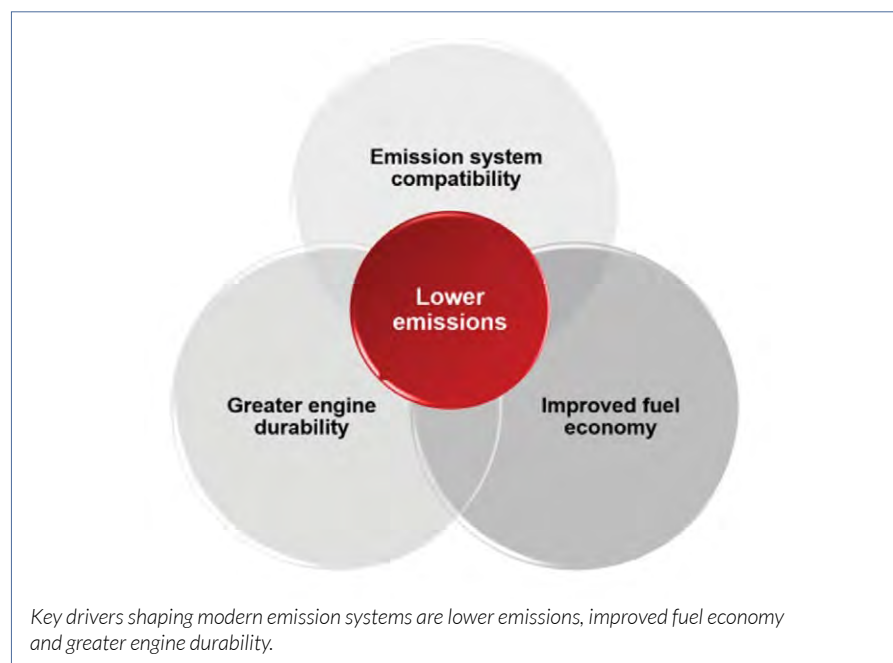 Emission system
compatibility
Lower
emissions
Greater engine
durability
Improved fuel
economy
Key drivers shaping modern emission systems are lower emissions, improved fuel economy
and greater engine durability.